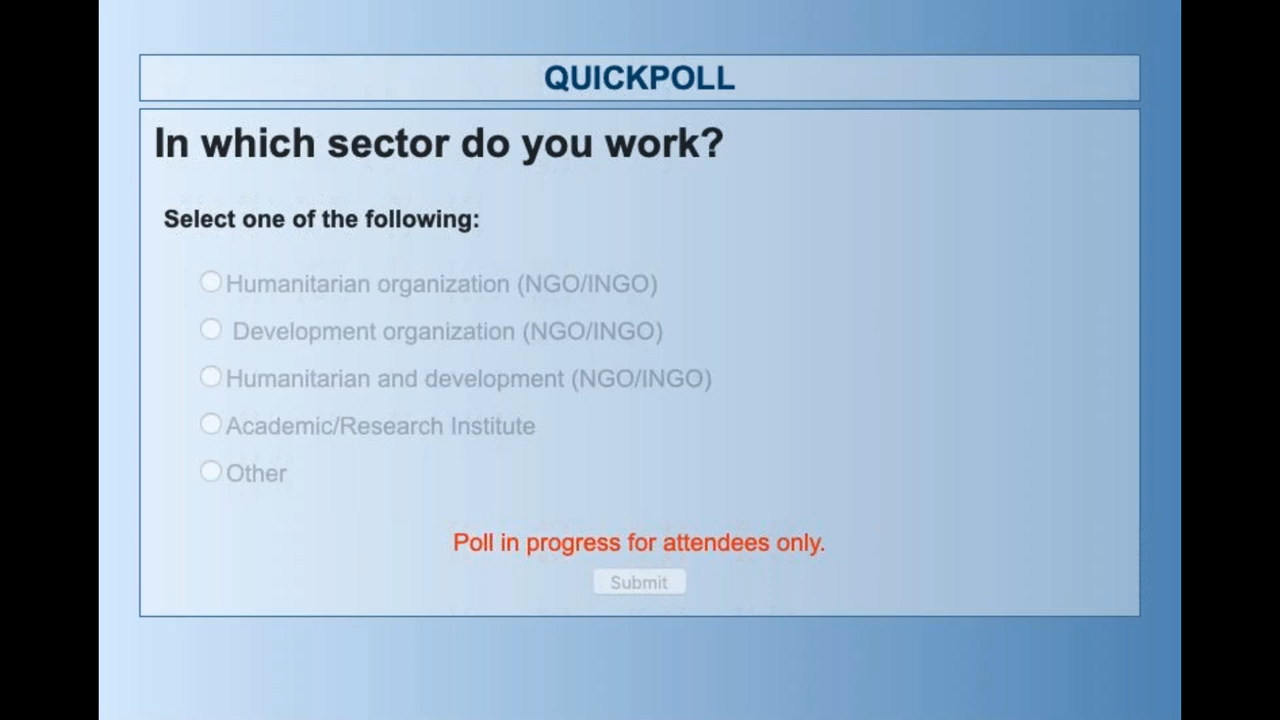 QUICKPOLL
In which sector do you work?
Select one of the following:
Humanitarian organization (NGO/INGO)
Development organization (NGO/INGO)
Humanitarian and development (NGO/INGO)
Academic/Research Institute
Other
Poll in progress for attendees only.
Submit